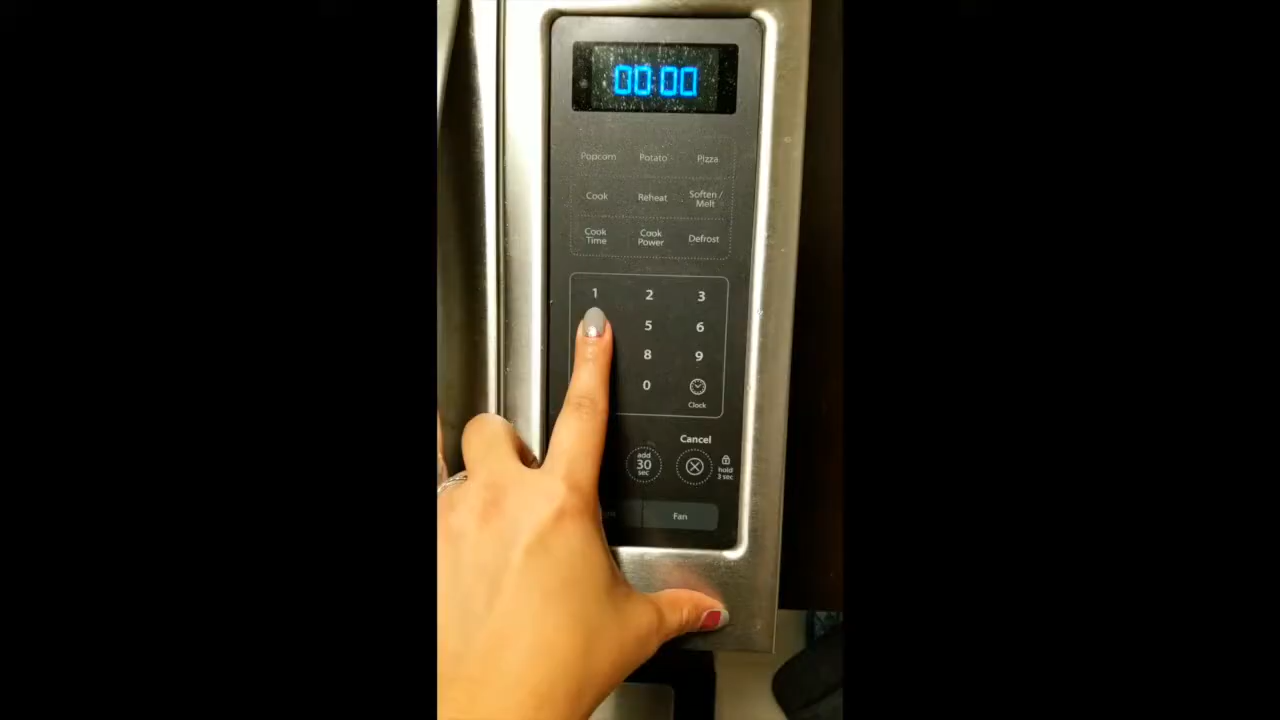 00:00
Popcorn Potato Pizza
Cook Reheat Soften / Melt
Cook Time Cook Power Defrost
1 2 3
5 6
8 9
0
Clock
Cancel
add 30 sec
hold 3 sec
Fan